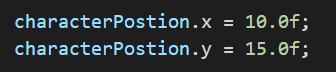 characterPostion.x = 10.0f;
characterPostion.y = 15.0f;